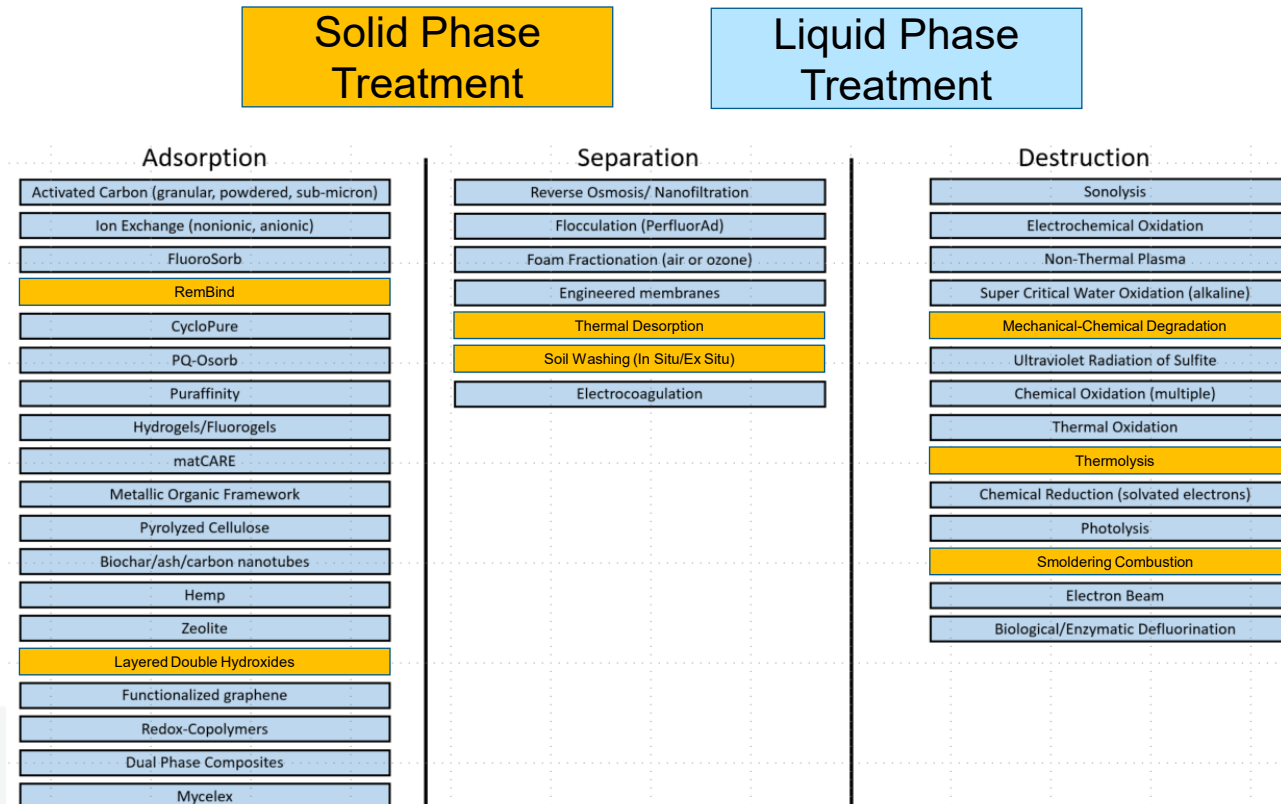 Solid Phase
Treatment
Liquid Phase
Treatment
Adsorption
Activated Carbon (granular, powdered, sub-micron)
Ion Exchange (nonionic, anionic)
FluoroSorb
RemBind
CycloPure
PQ-Osorb
Puraffinity
Hydrogels/Fluorogels
matCARE
Metallic Organic Framework
Pyrolyzed Cellulose
Biochar/ash/carbon nanotubes
Hemp
Zeolite
Layered Double Hydroxides
Functionalized graphene
Redox-Copolymers
Dual Phase Composites
Mycelex
Separation
Reverse Osmosis/ Nanofiltration
Flocculation (PerfluorAd)
Foam Fractionation (air or ozone)
Engineered membranes
Thermal Desorption
Soil Washing (In Situ/Ex Situ)
Electrocoagulation
Destruction
Sonolysis
Electrochemical Oxidation
Non-Thermal Plasma
Super Critical Water Oxidation (alkaline)
Mechanical-Chemical Degradation
Ultraviolet Radiation of Sulfite
Chemical Oxidation (multiple)
Thermal Oxidation
Thermolysis
Chemical Reduction (solvated electrons)
Photolysis
Smoldering Combustion
Electron Beam
Biological/Enzymatic Defluorination